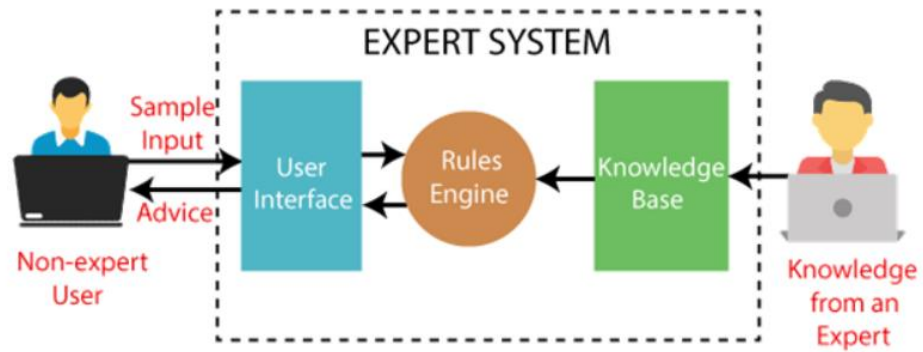 EXPERT SYSTEM
Sample
Input
Advice
Non-expert
User
User
Interface
Rules
Engine
Knowledge
Base
Knowledge
from an
Expert